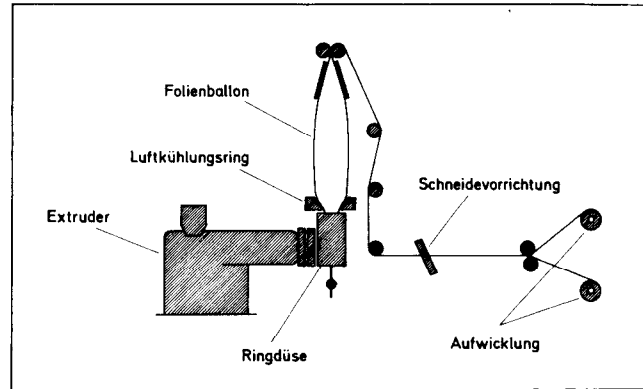 Folienballon
Luftkühlungsring
Schneidevorrichtung
Extruder
Ringdüse
Aufwicklung